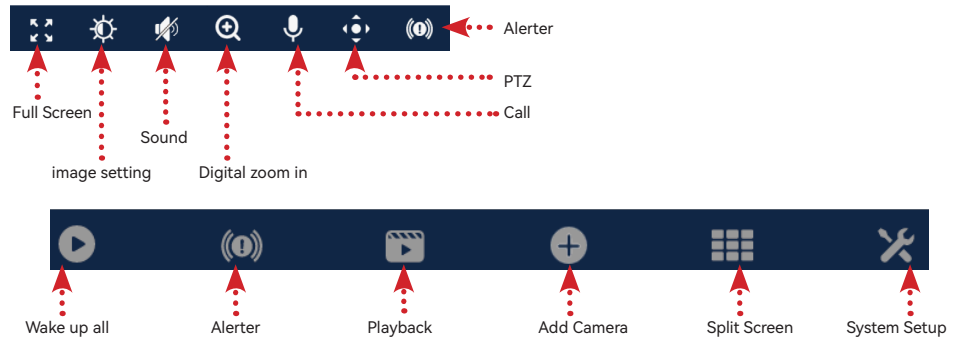 Alerter
PTZ
Full Screen
Call
Sound
image setting
Digital zoom in
Wake up all
Alerter
Playback
Add Camera
Split Screen
System Setup